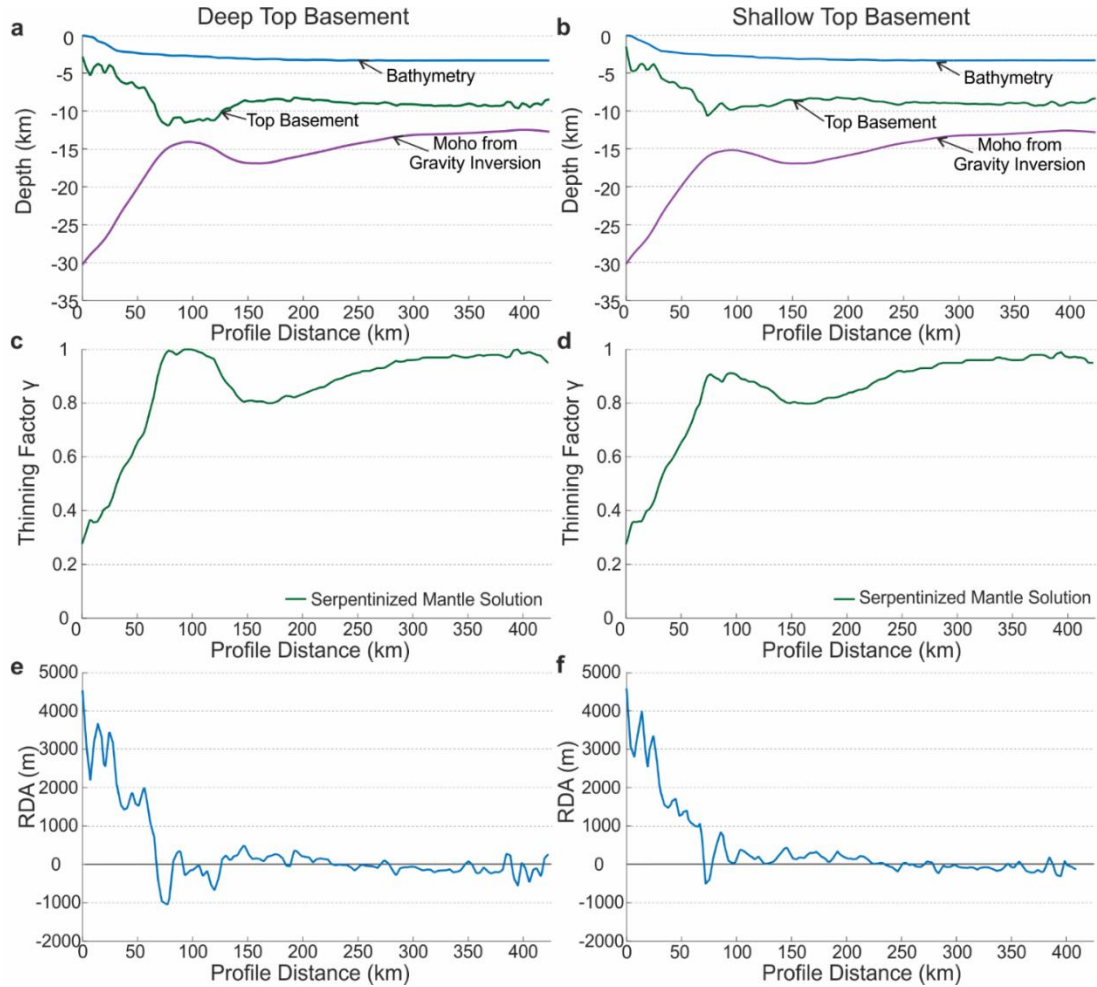 Deep Top Basement
Shallow Top Basement
a
0
-5
-10
-15
-20
-25
-30
-35
Depth (km)
Bathymetry
Top Basement
Moho from
Gravity Inversion
0 50 100 150 200 250 300 350 400
Profile Distance (km)
b
0
-5
-10
-15
-20
-25
-30
-35
Depth (km)
Bathymetry
Top Basement
Moho from
Gravity Inversion
0 50 100 150 200 250 300 350 400
Profile Distance (km)
c
1
0.8
0.6
0.4
0.2
0
Thinning Factor γ
Serpentinized Mantle Solution
0 50 100 150 200 250 300 350 400
Profile Distance (km)
d
1
0.8
0.6
0.4
0.2
0
Thinning Factor γ
Serpentinized Mantle Solution
0 50 100 150 200 250 300 350 400
Profile Distance (km)
e
5000
4000
3000
2000
1000
0
-1000
-2000
RDA (m)
0 50 100 150 200 250 300 350 400
Profile Distance (km)
f
5000
4000
3000
2000
1000
0
-1000
-2000
RDA (m)
0 50 100 150 200 250 300 350 400
Profile Distance (km)